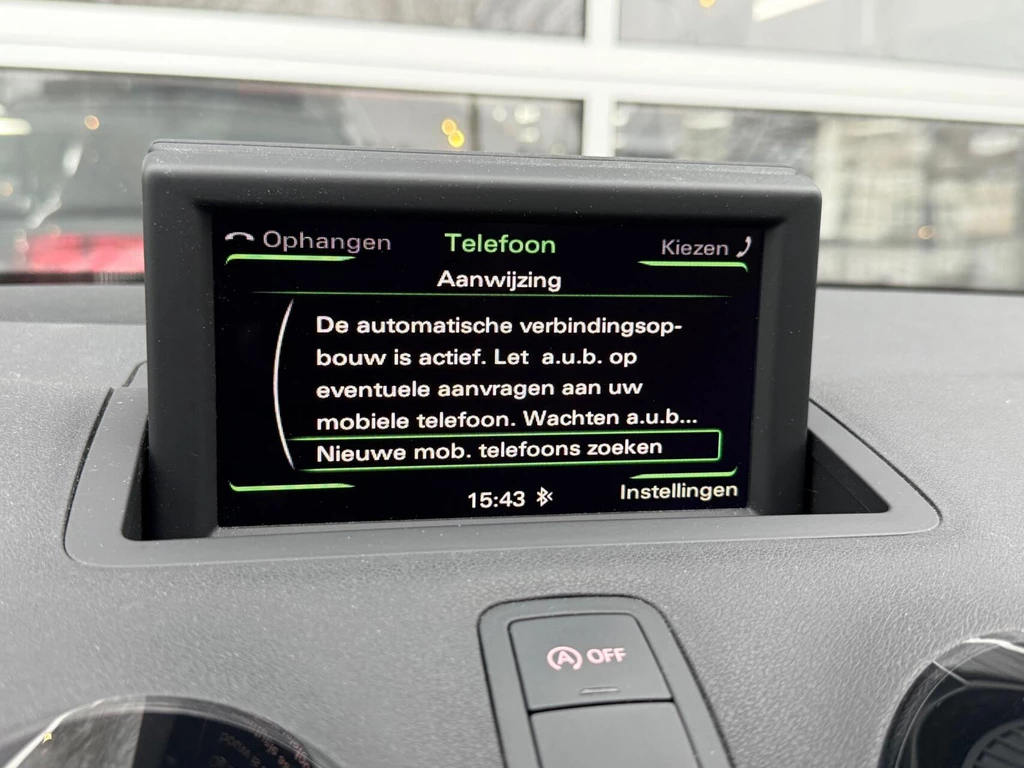 Ophangen Telefoon Kiezen
Aanwijzing
De automatische verbindingsop-
bouw is actief. Let a.u.b. op
eventuele aanvragen aan uw
mobiele telefoon. Wachten a.u.b...
Nieuwe mob. telefoons zoeken
15:43 Instellingen
A OFF